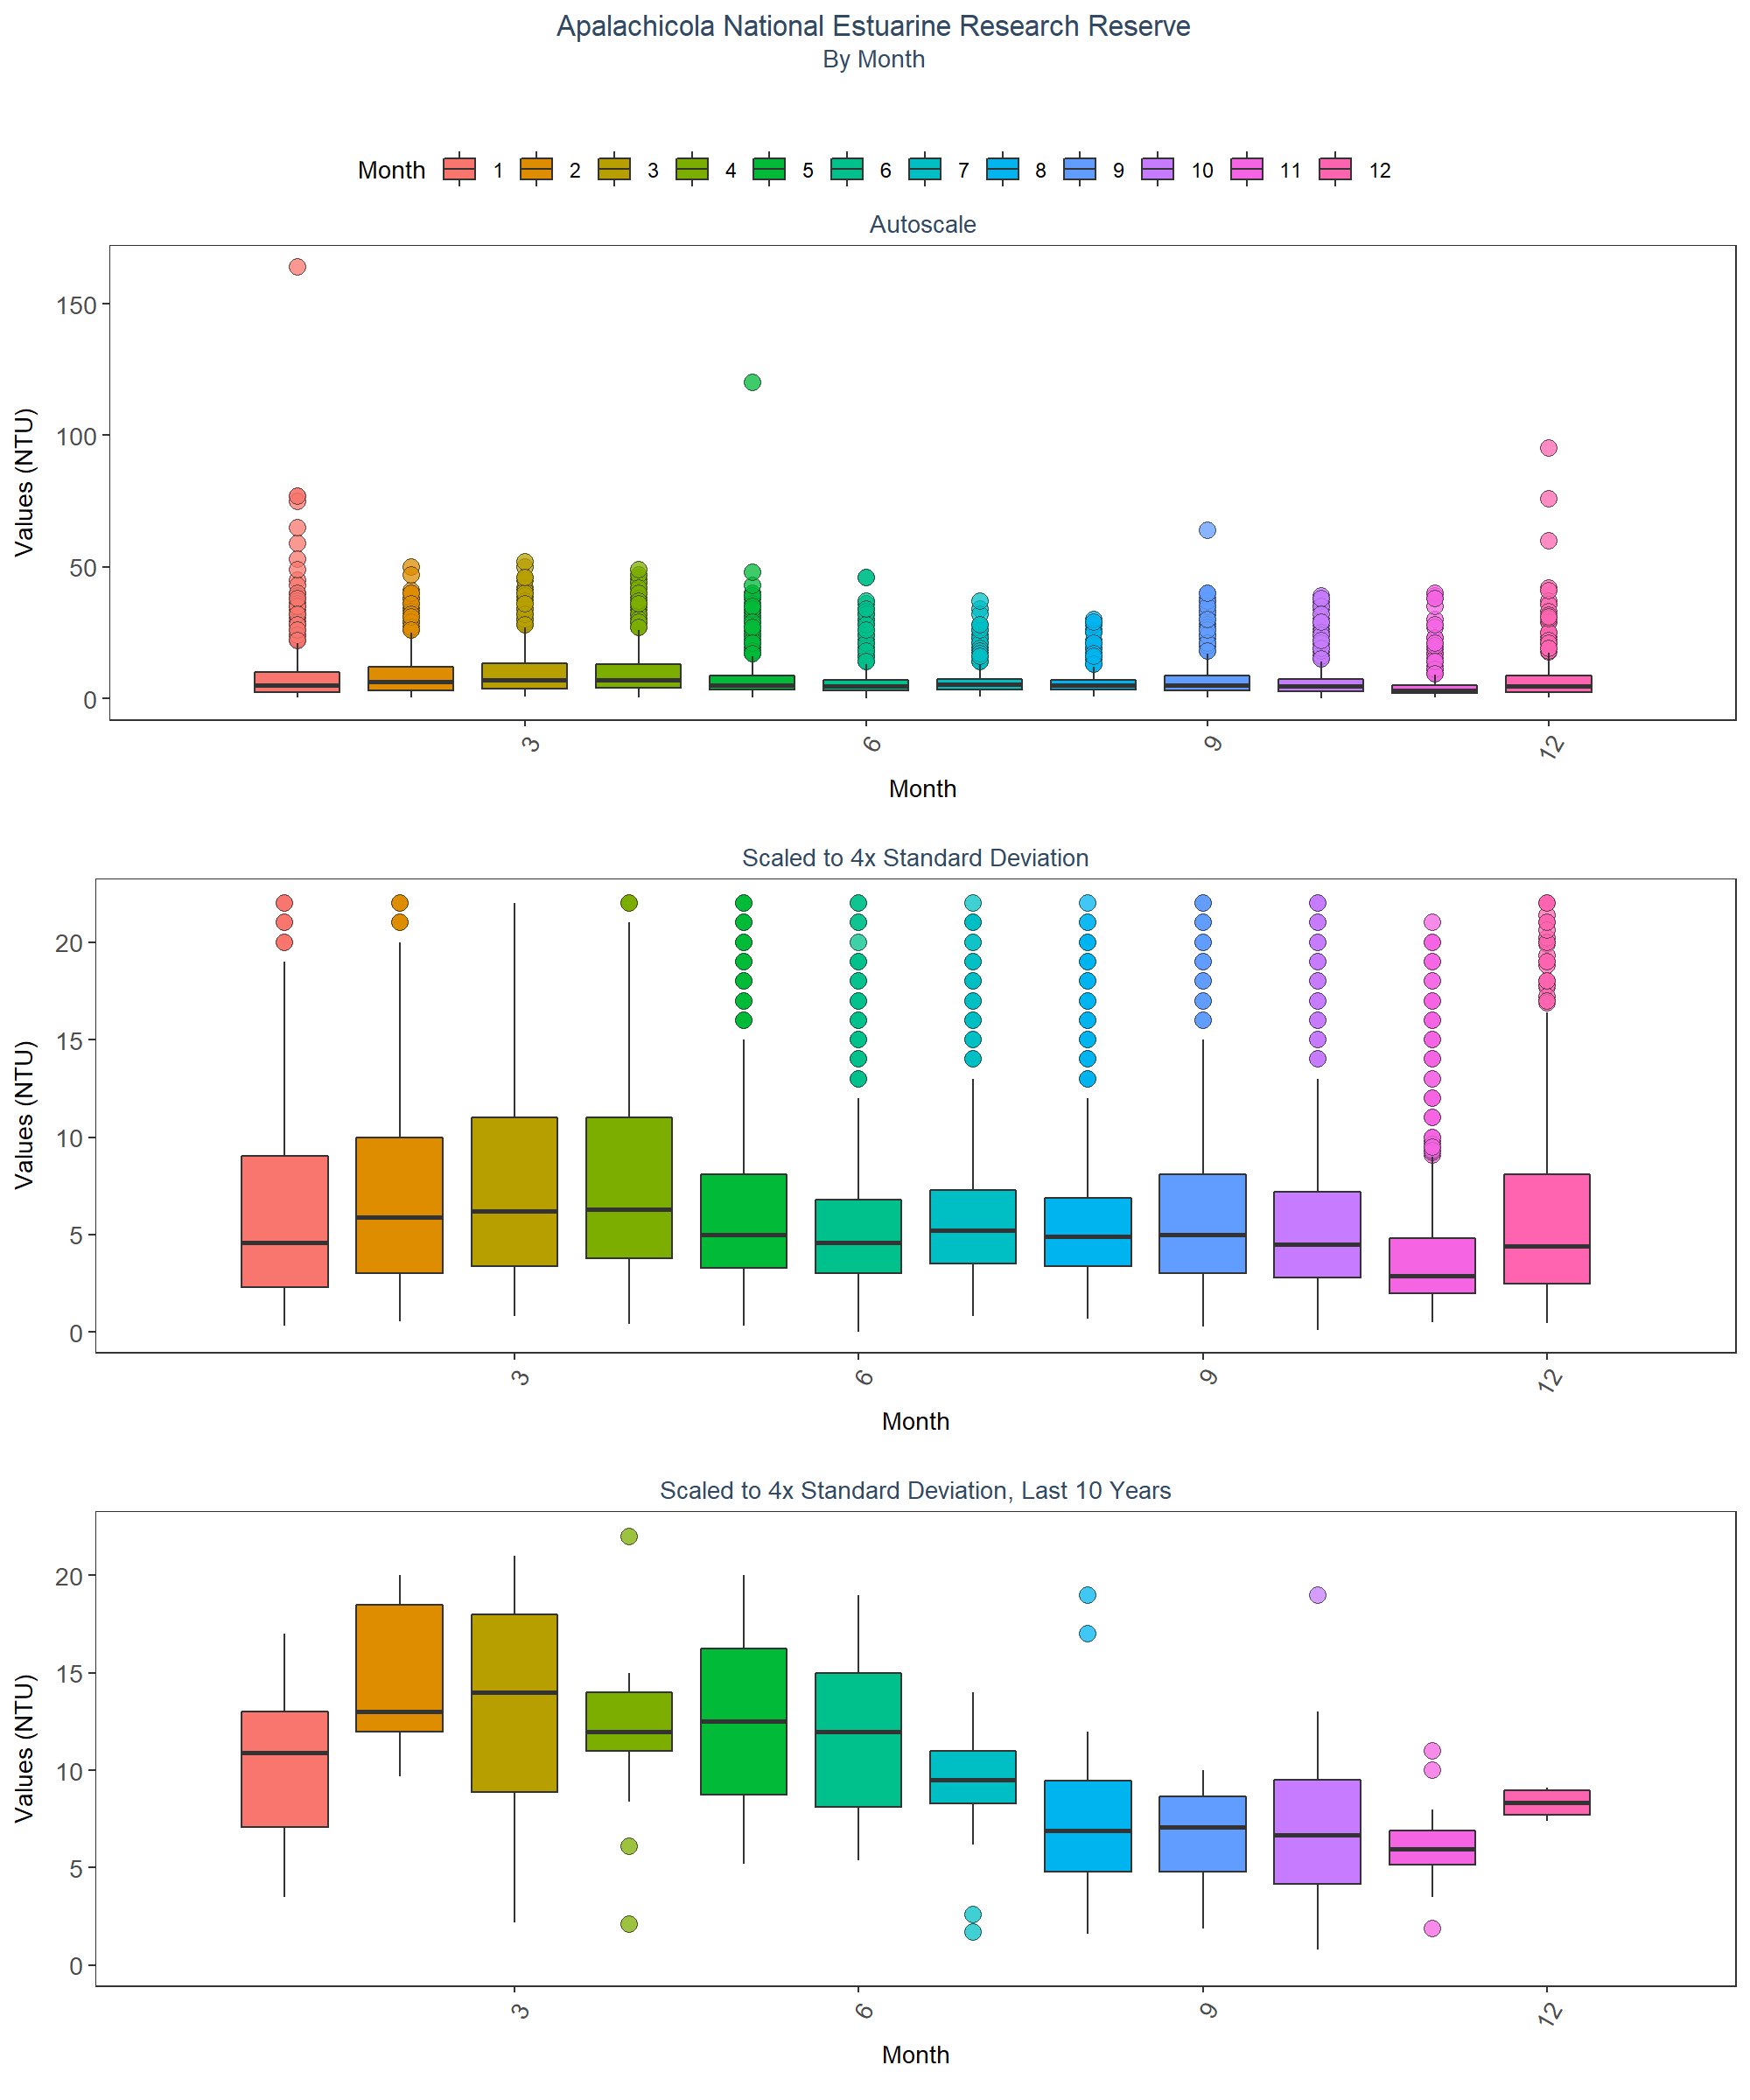 Apalachicola National Estuarine Research Reserve
By Month
Month 1 2 3 4 5 6 7 8 9 10 11 12
Autoscale
Values (NTU)
150
100
50
0
3 6 9 12
Month
Scaled to 4x Standard Deviation
Values (NTU)
20
15
10
5
0
3 6 9 12
Month
Scaled to 4x Standard Deviation, Last 10 Years
Values (NTU)
20
15
10
5
0
3 6 9 12
Month